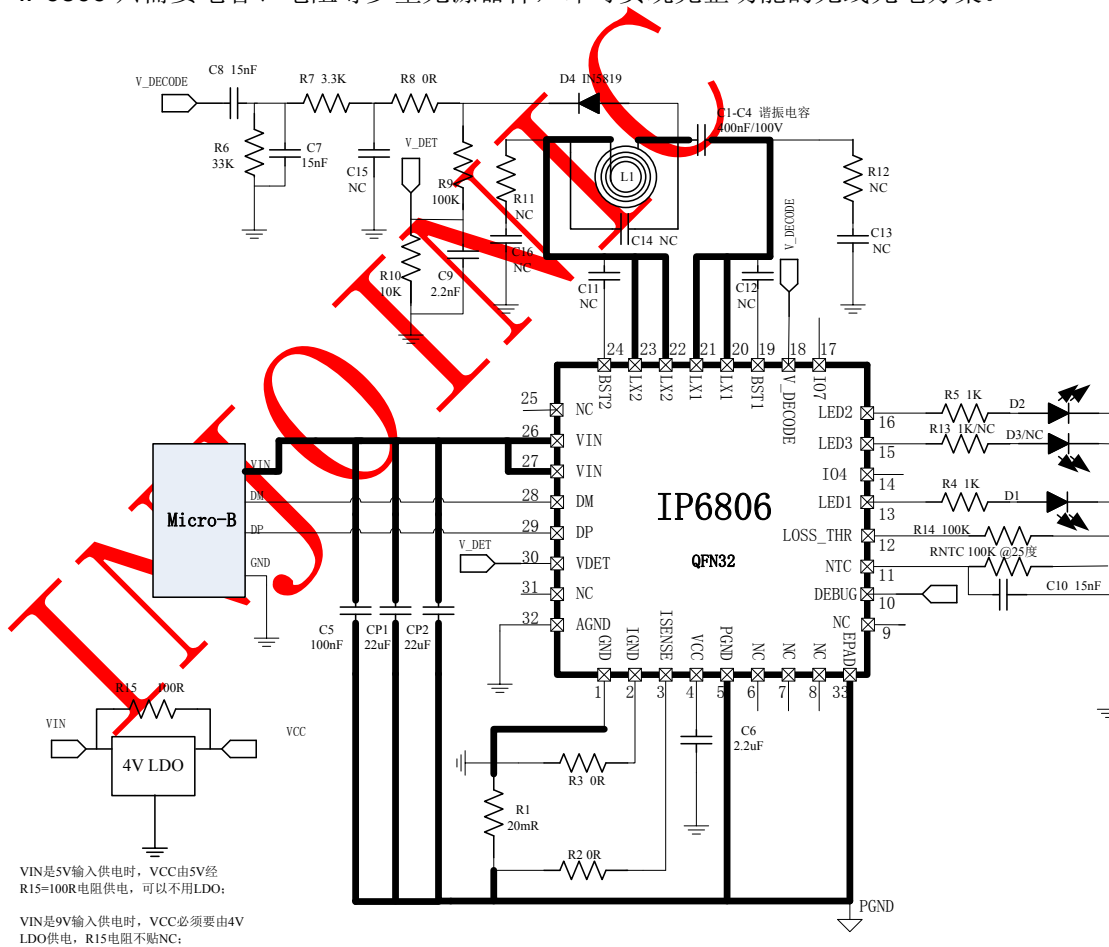 C8 15nF
R7 3.3K
R8 0R
D4 IN5819
V_DECODE
C1-C4 谐振电容
400nF/100V
R6
33K
C7
15nF
C15
NC
V_DET
R9
100K
R11
NC
L1
R12
NC
C14 NC
C16
NC
C13
NC
V_DECODE
R10
10K
C9
2.2nF
C11
NC
C12
NC
INJOINIC
24 23 22 21 20 19 18 17
BST2 LX2 LX2 LX1 LX1 BST1 V_DECODE IO7
25 NC
26 VIN
27 VIN
28 DM
29 DP
30 VDET
31 NC
32 AGND
IP6806
QFN32
LED2 16
LED3 15
IO4 14
LED1 13
LOSS_THR 12
NTC 11
DEBUG 10
NC 9
R5 1K D2
R13 1K/NC D3/NC
R4 1K D1
R14 100K
RNTC 100K @25度
C10 15nF
Micro-B
VIN
DM
DP
GND
V_DET
GND IGND ISENSE VCC PGND NC NC NC EPAD
1 2 3 4 5 6 7 8 33
C5
100nF
CP1
22uF
CP2
22uF
C6
2.2uF
R3 0R
R1
20mR
R2 0R
PGND
R15 100R
VIN
VCC
4V LDO
VIN是5V输入供电时，VCC由5V经
R15=100R电阻供电，可以不用LDO；
VIN是9V输入供电时，VCC必须要由4V
LDO供电，R15电阻不贴NC；